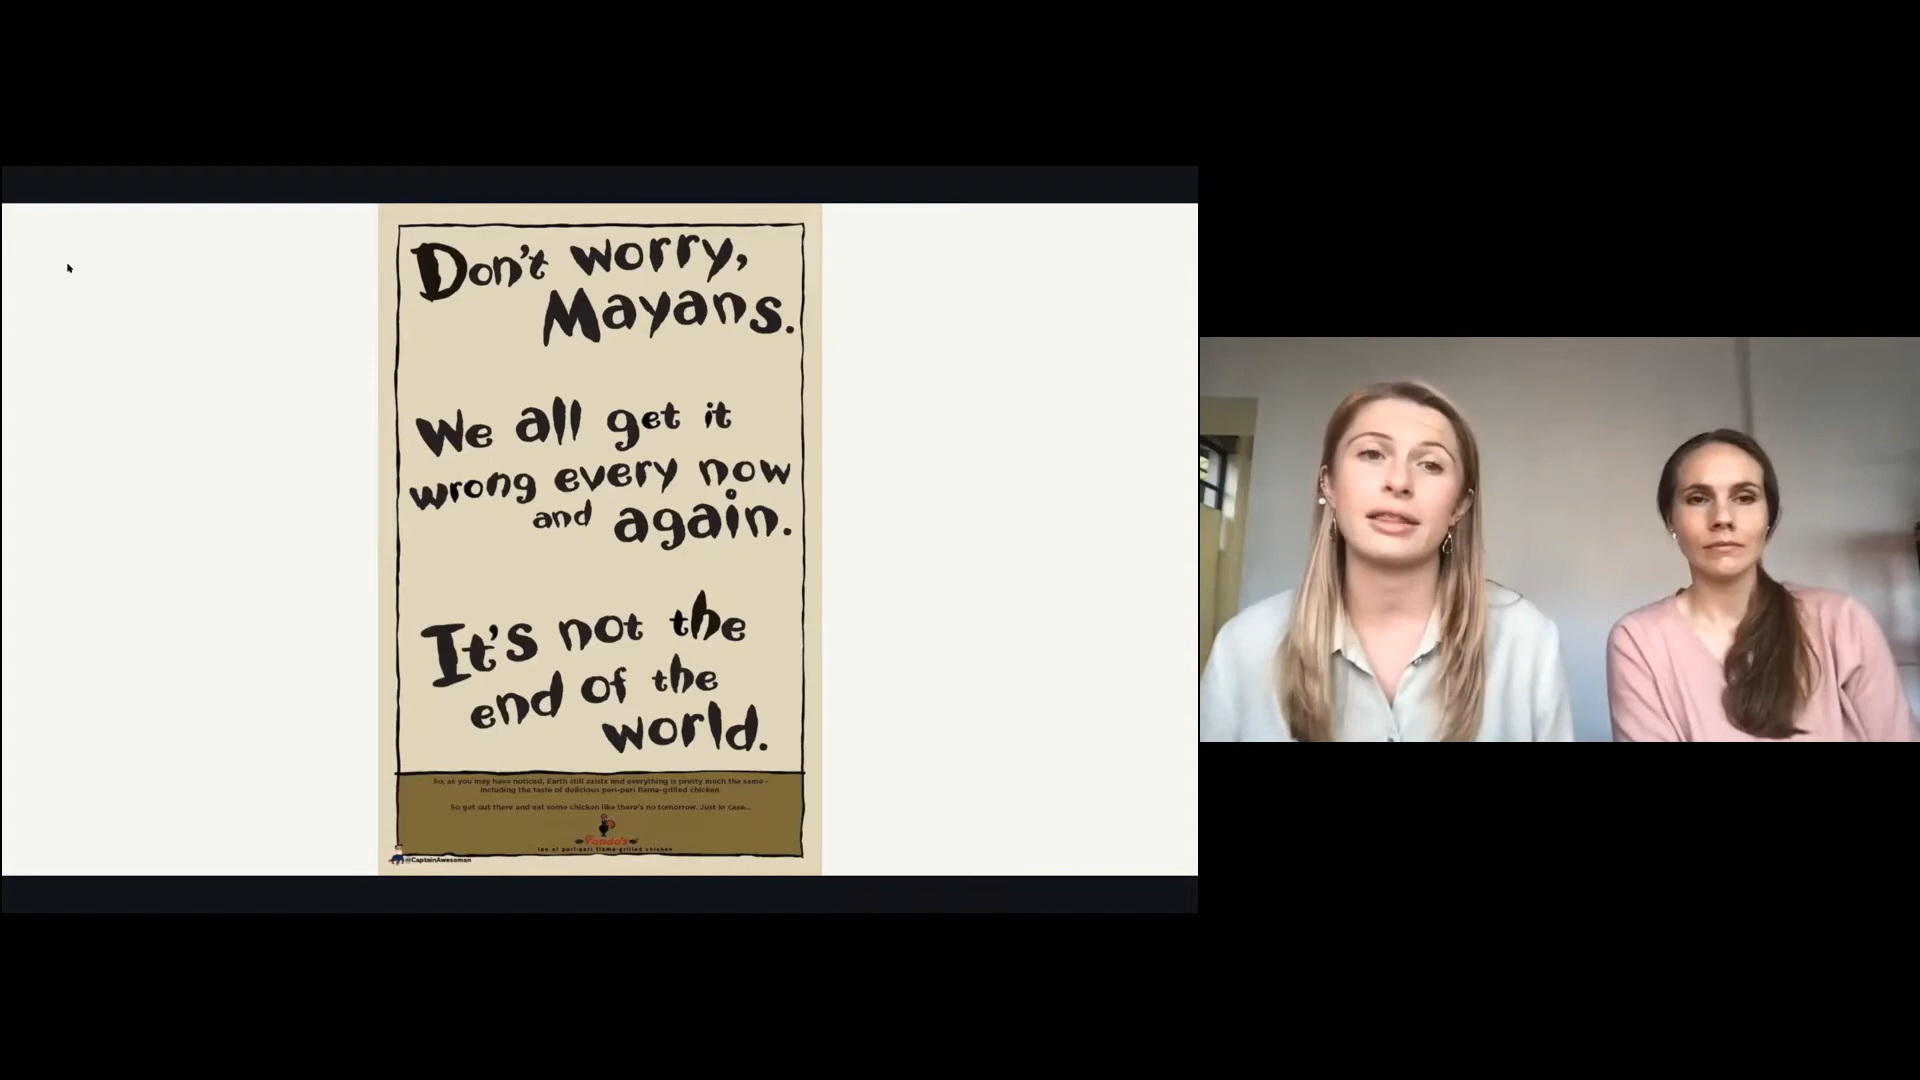 Don't worry,
Mayans.
We all get it
wrong every now
and again.
It's not the
end of the
world.
So, as you may have noticed, Earth still exists and everything is pretty much the same -
including the taste of delicious peri-peri flame-grilled chicken.
So get out there and eat some chicken like there's no tomorrow. Just in case...
Fando's
fan of peri-peri flame-grilled chicken
@CaptainAwesoman